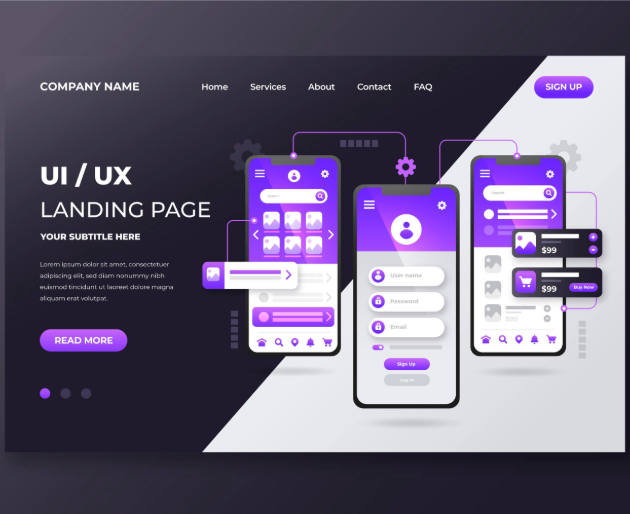 COMPANY NAME
Home Services About Contact FAQ
SIGN UP
UI / UX
LANDING PAGE
YOUR SUBTITLE HERE
Lorem ipsum dolor sit amet, consectetuer
adipiscing elit, sed diam nonummy nibh
euismod tincidunt ut laoreet dolore magna
aliquam erat volutpat.
READ MORE
Search
User name
Password
Email
Sign Up
Log In
Search
$99
$99
Buy Now
$99